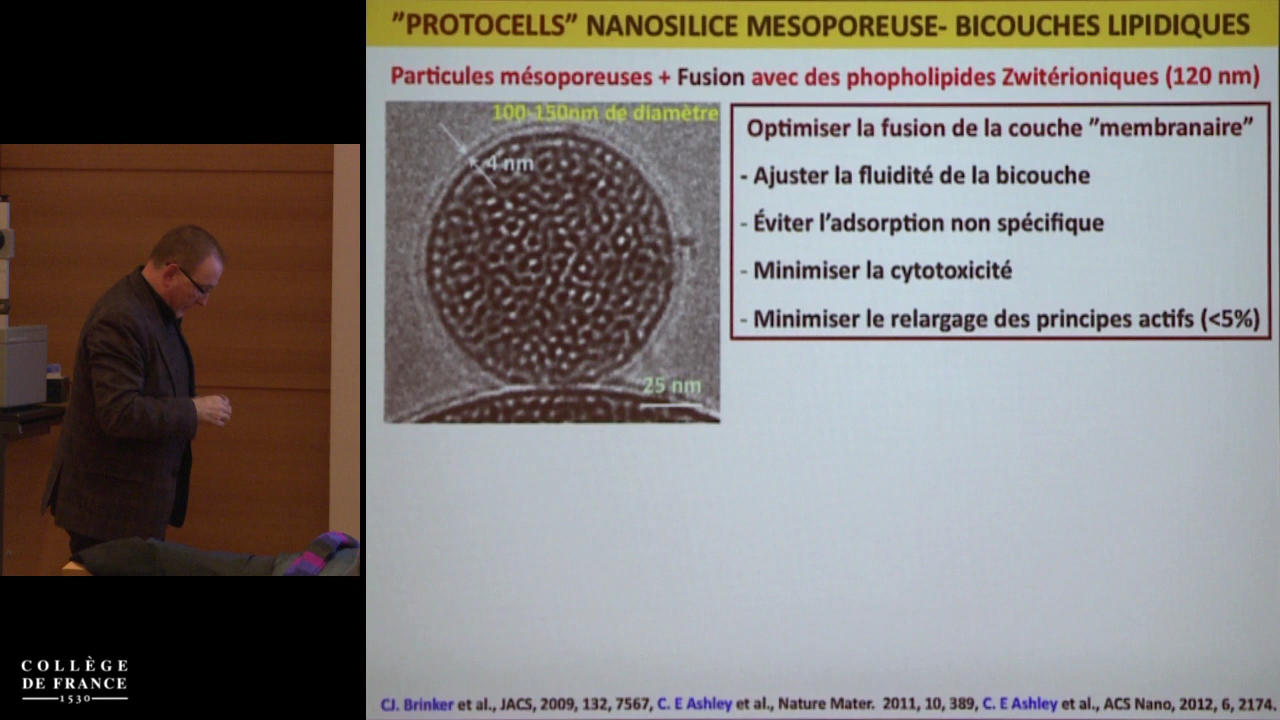 ”PROTOCELLS” NANOSILICE MESOPOREUSE- BICOUCHES LIPIDIQUES
Particules mésoporeuses + Fusion avec des phopholipides Zwitérioniques (120 nm)
100-150nm de diamètre
4 nm
25 nm
Optimiser la fusion de la couche ”membranaire”
- Ajuster la fluidité de la bicouche
- Éviter l’adsorption non spécifique
- Minimiser la cytotoxicité
- Minimiser le relargage des principes actifs (<5%)
COLLÈGE
DE FRANCE
1530
CJ. Brinker et al., JACS, 2009, 132, 7567, C. E Ashley et al., Nature Mater. 2011, 10, 389, C. E Ashley et al., ACS Nano, 2012, 6, 2174.